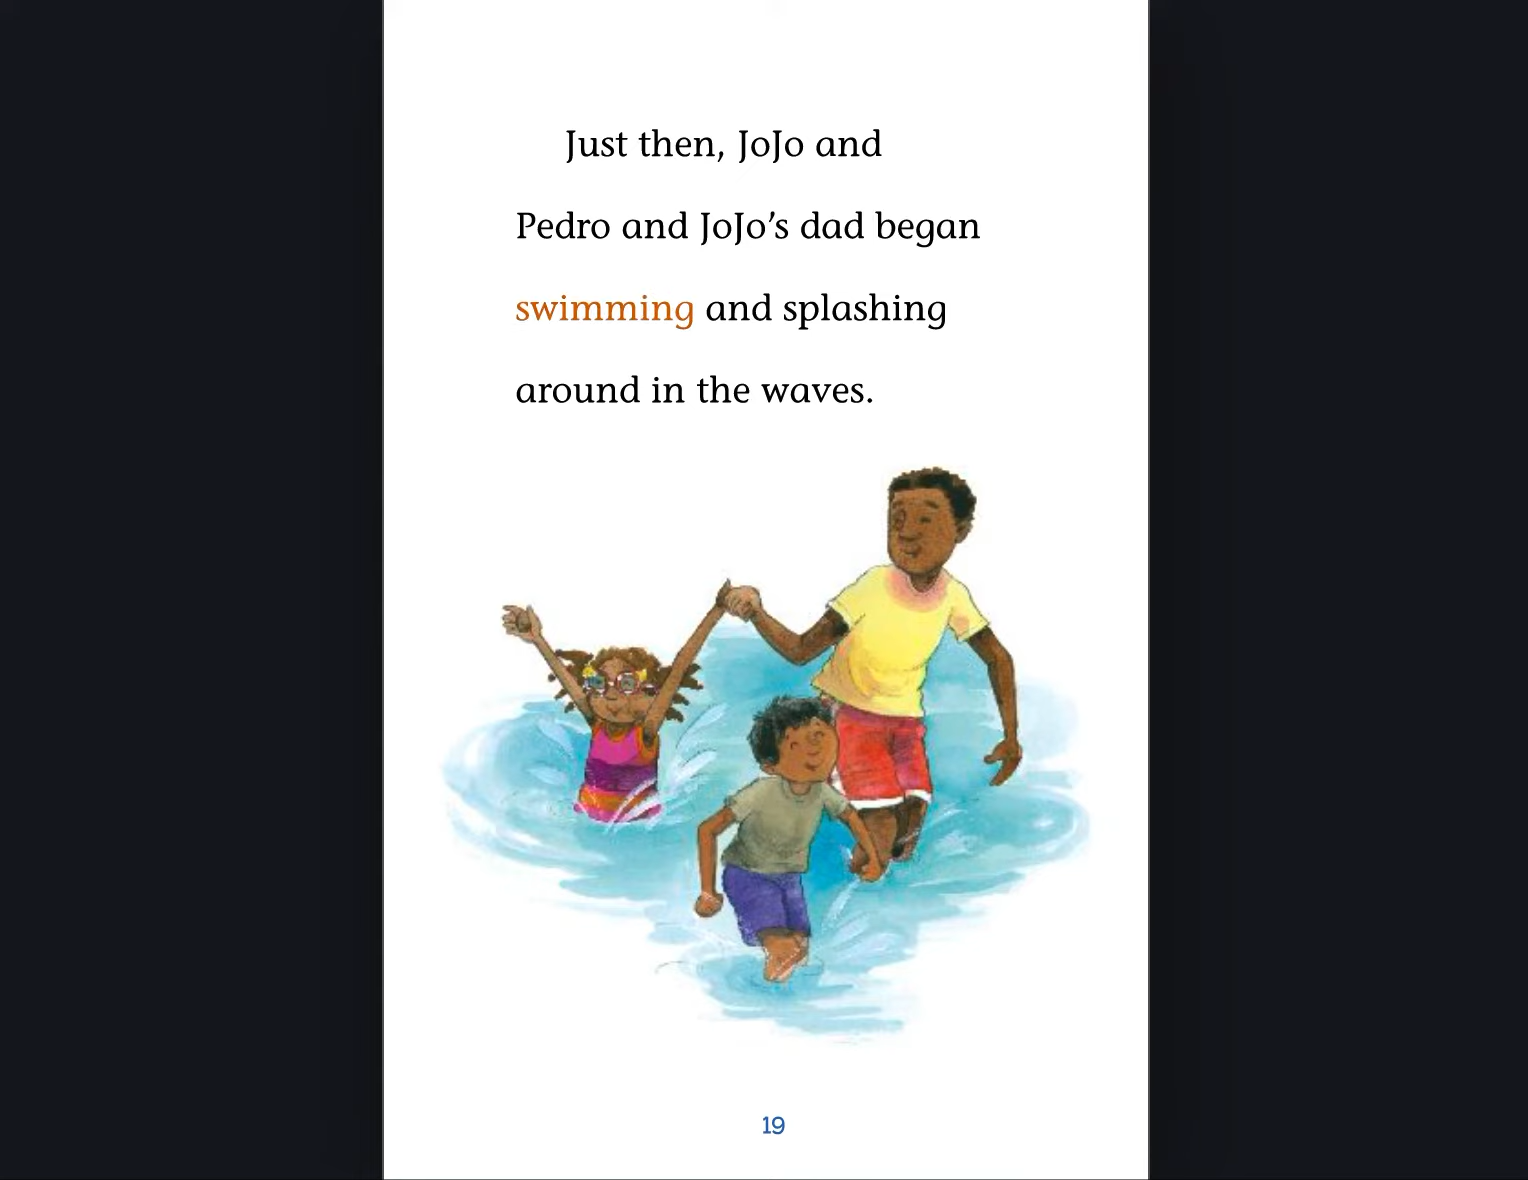 Just then, JoJo and
Pedro and JoJo’s dad began
swimming and splashing
around in the waves.
19